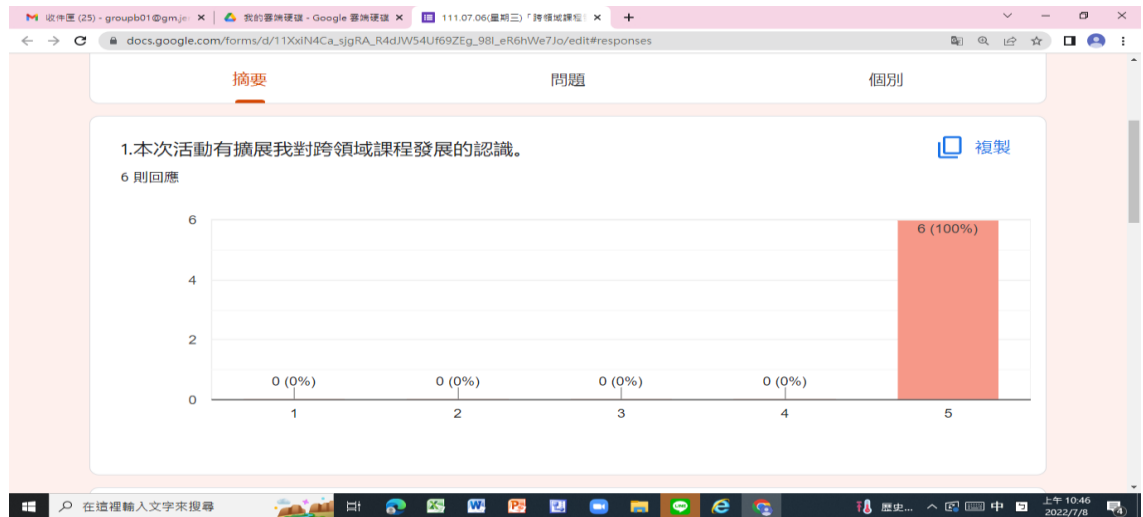 收件匣 (25) - groupb01@gm.je
我的雲端硬碟 - Google 雲端硬碟
111.07.06(星期三)「跨領域課程
docs.google.com/forms/d/11XxiN4Ca_sjgRA_R4dJW54Uf69ZEg_98l_eR6hWe7Jo/edit#responses
摘要 問題 個別
1.本次活動有擴展我對跨領域課程發展的認識。
複製
6 則回應
6
4
2
0
0 (0%) 0 (0%) 0 (0%) 0 (0%) 6 (100%)
1 2 3 4 5
在這裡輸入文字來搜尋
歷史... 中
上午 10:46
2022/7/8